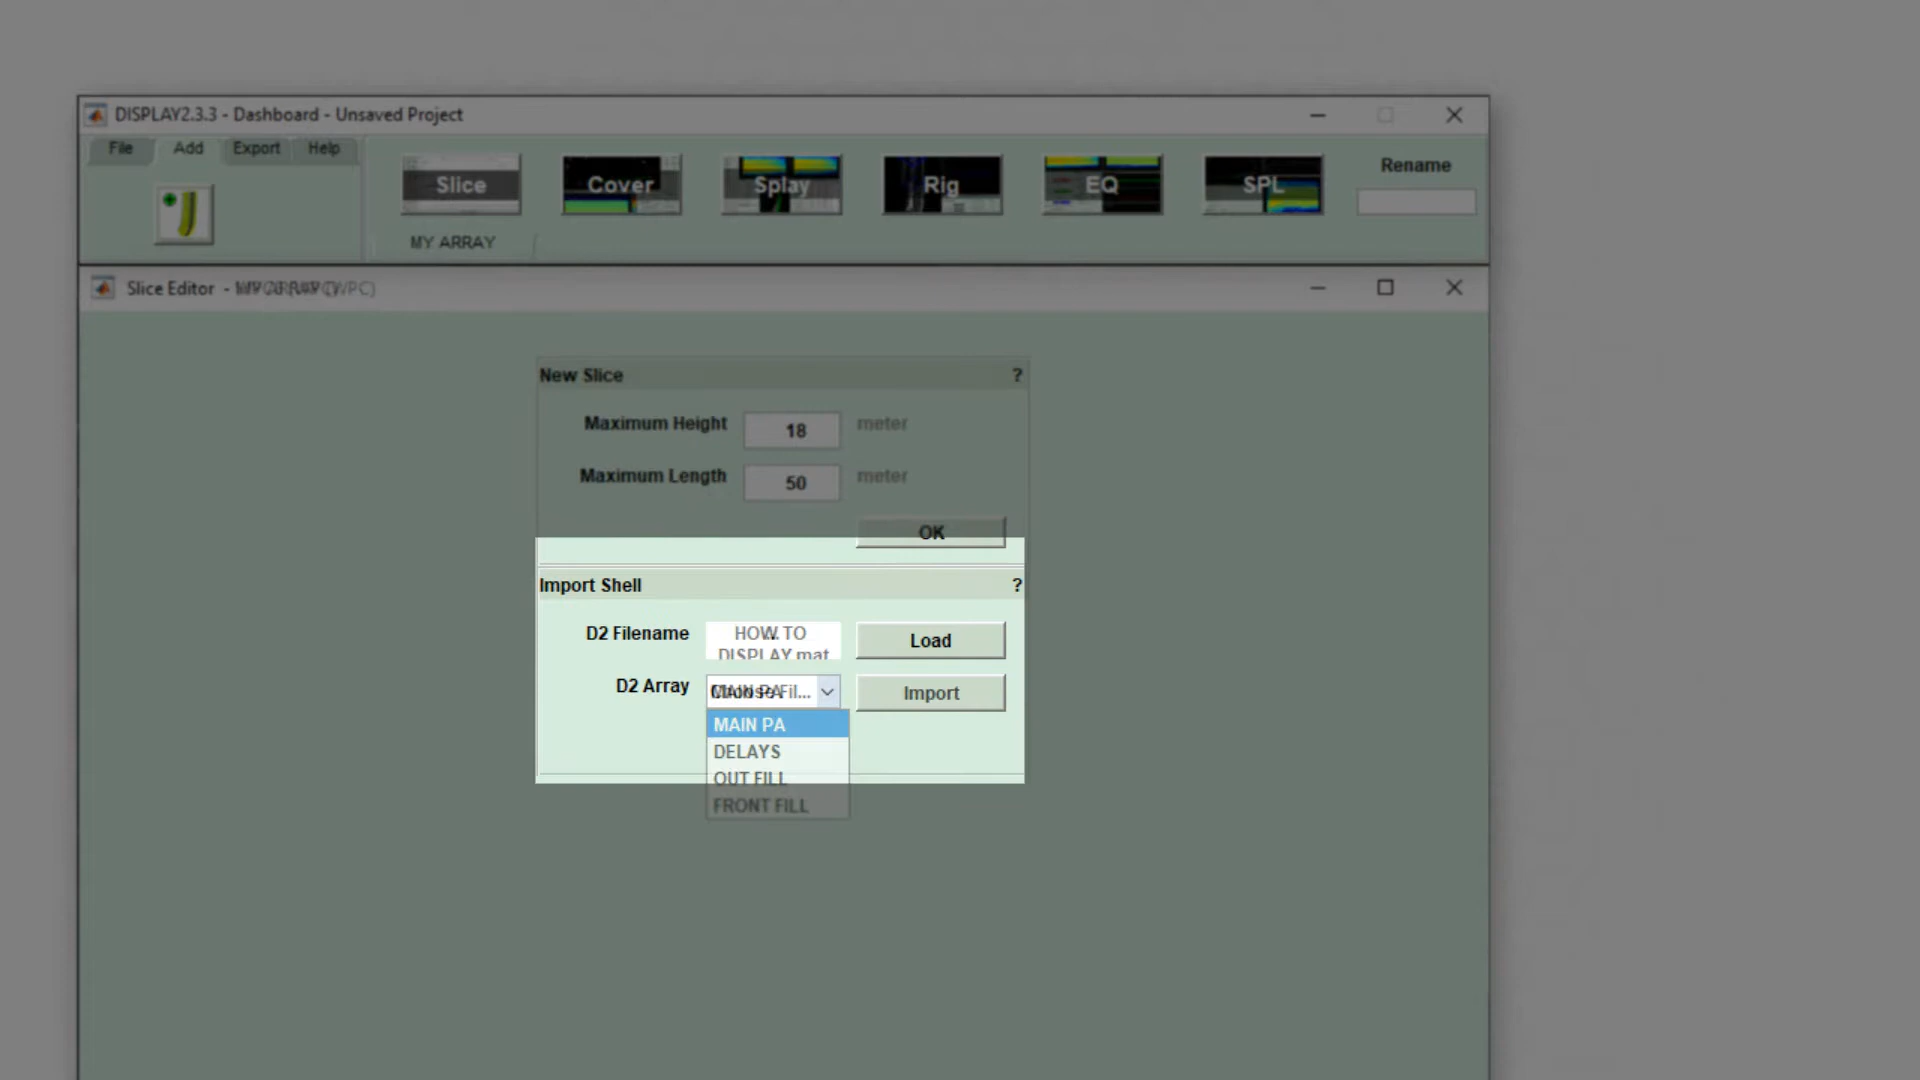 DISPLAY2.3.3 - Dashboard - Unsaved Project
File Add Export Help
Slice Cover Splay Rig EQ SPL
Rename
MY ARRAY
Slice Editor -
New Slice ?
Maximum Height 18 meter
Maximum Length 50 meter
OK
Import Shell ?
D2 Filename HOW TO Load
DISPLAY.mat
D2 Array Import
MAIN PA
DELAYS
OUT FILL
FRONT FILL